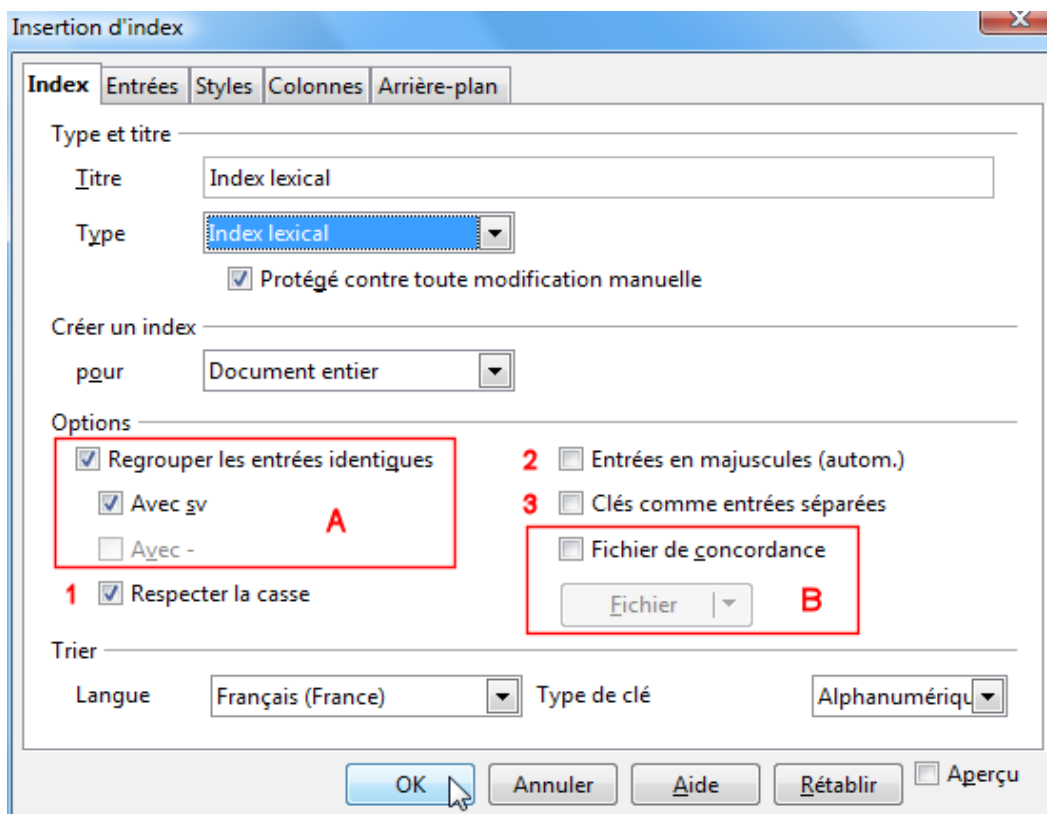 Insertion d'index
X
Index Entrées Styles Colonnes Arrière-plan
Type et titre
Titre Index lexical
Type Index lexical
Protégé contre toute modification manuelle
Créer un index
pour Document entier
Options
Regrouper les entrées identiques 2 Entrées en majuscules (autom.)
Avec sv A 3 Clés comme entrées séparées
Avec - Fichier de concordance
1 Respecter la casse Fichier B
Trier
Langue Français (France) Type de clé Alphanumériqu
OK Annuler Aide Rétablir Aperçu